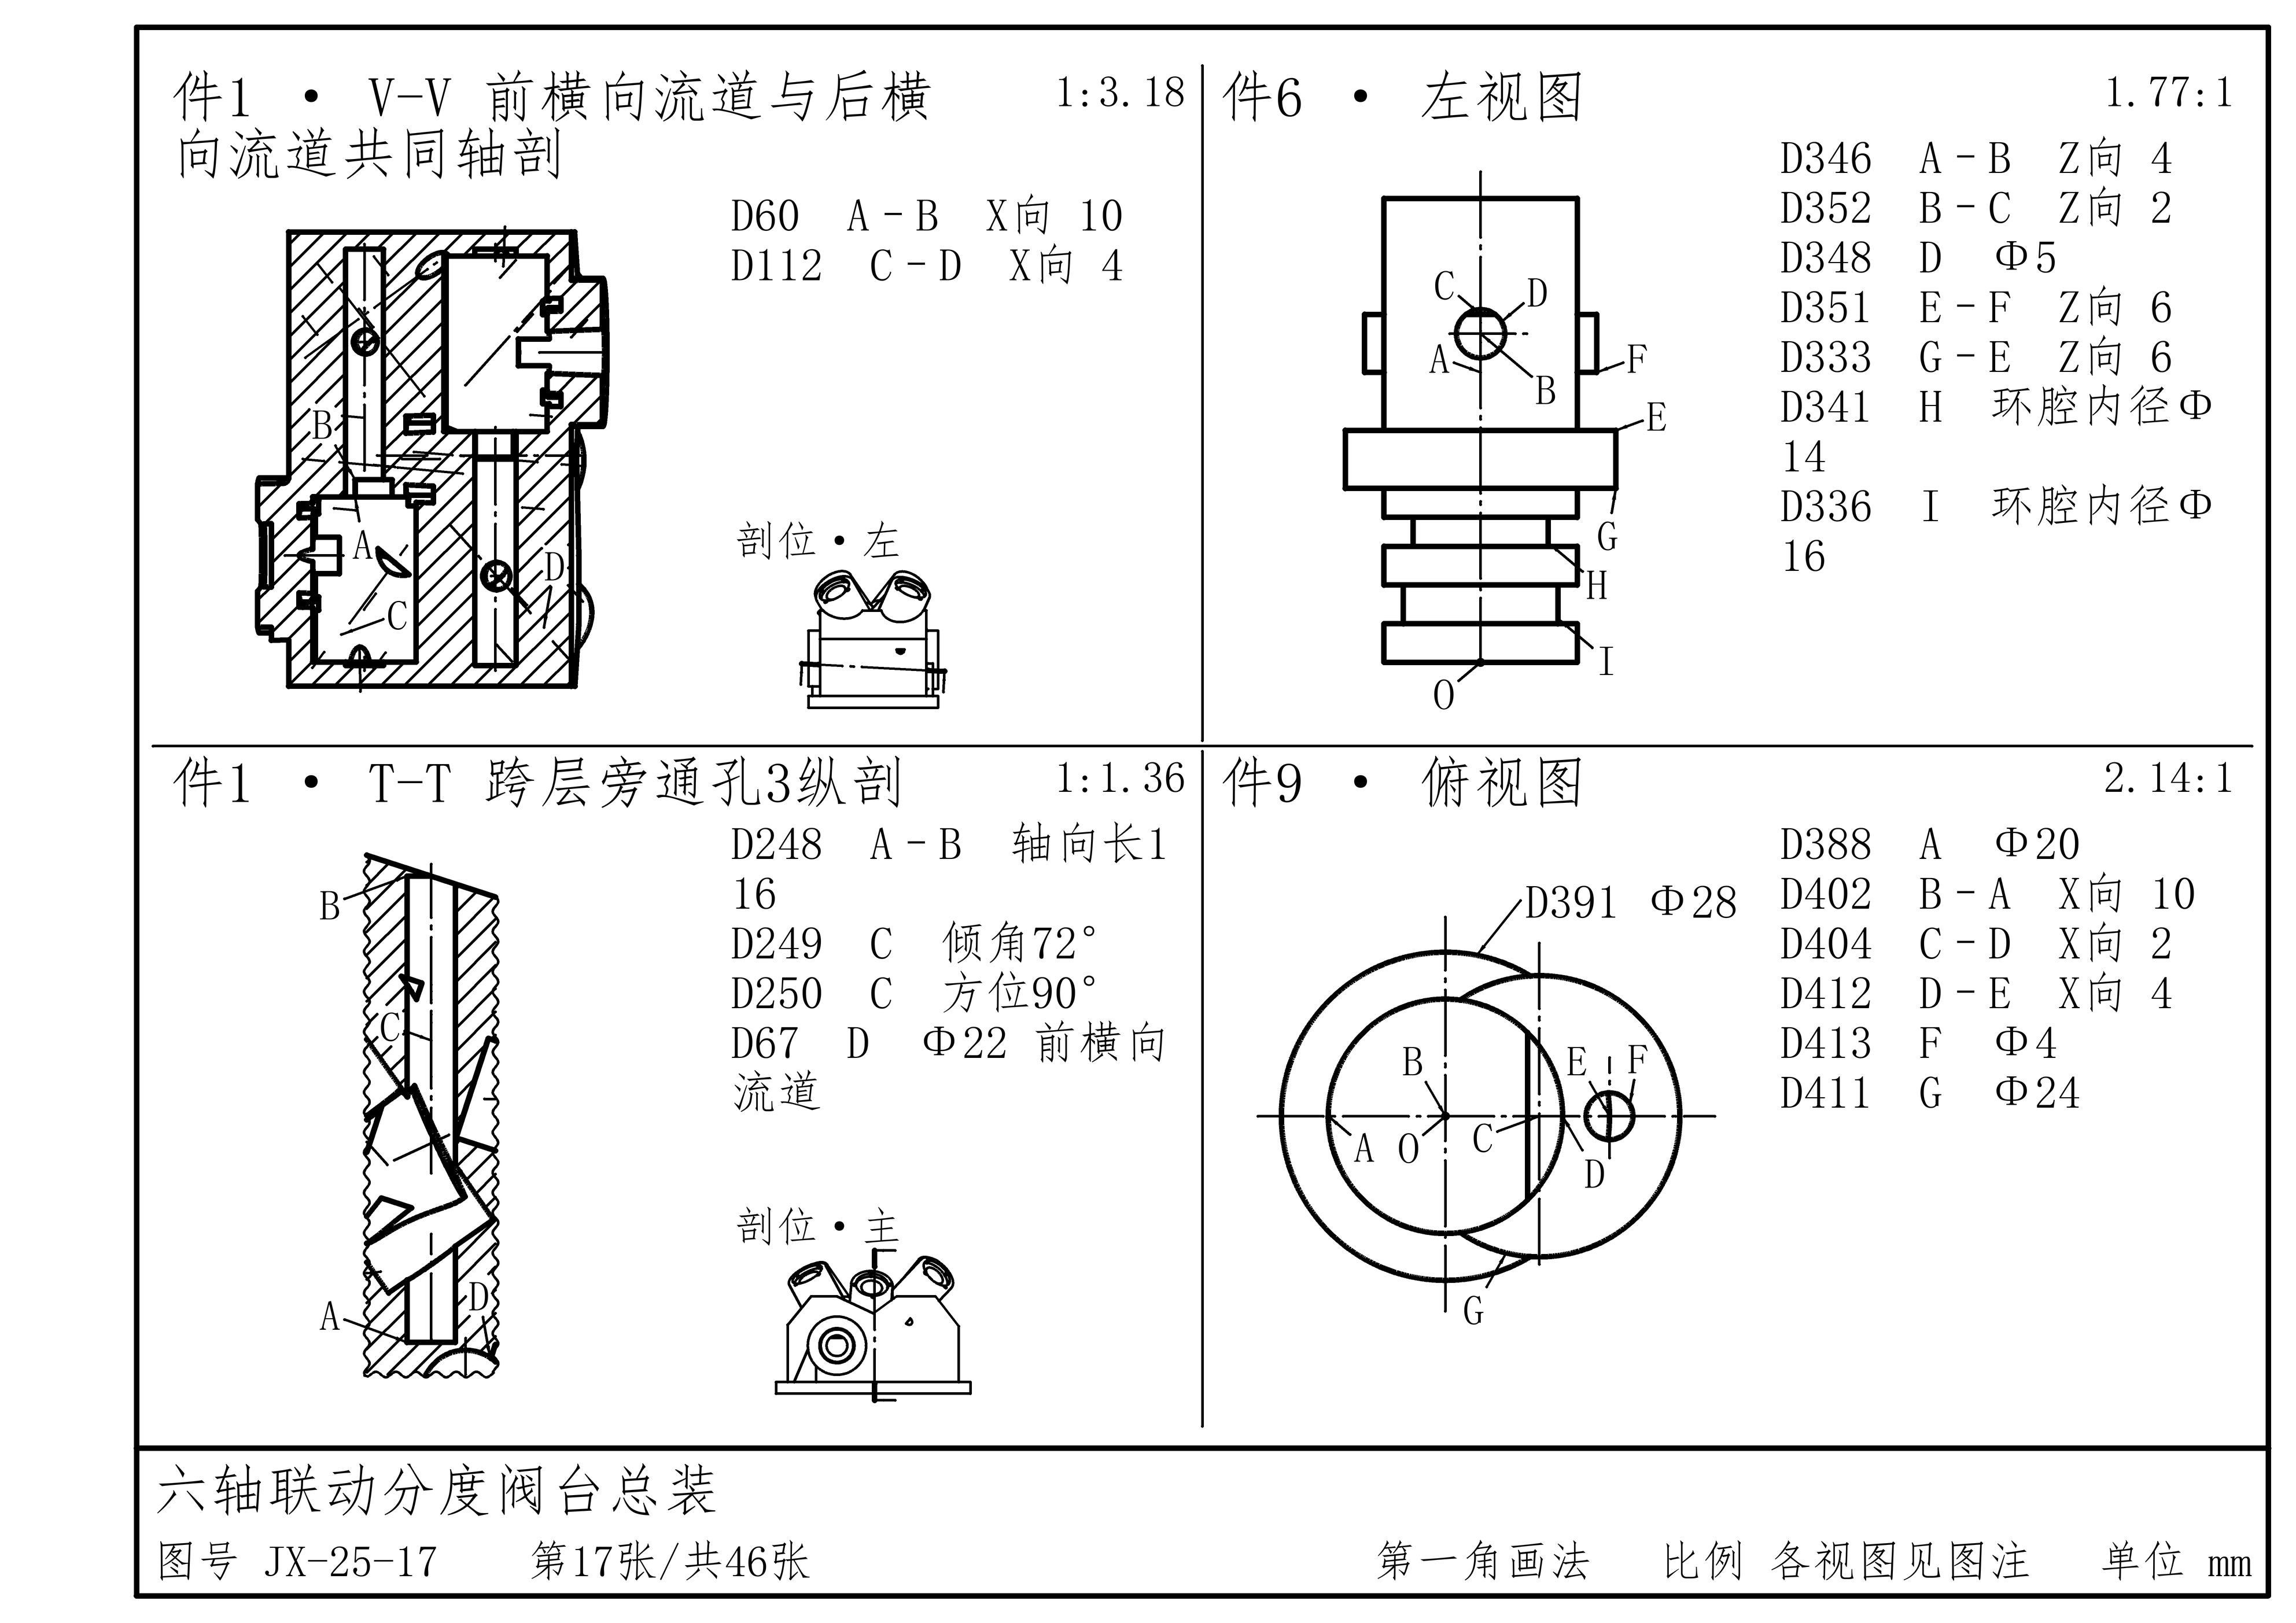 件1 · V-V 前横向流道与后横
向流道共同轴剖
1:3.18
D60 A-B X向 10
D112 C-D X向 4
B
A
C
D
剖位·左
件6 · 左视图
1.77:1
D346 A-B Z向 4
D352 B-C Z向 2
D348 D Φ5
D351 E-F Z向 6
D333 G-E Z向 6
D341 H 环腔内径Φ
14
D336 I 环腔内径Φ
16
C
D
A
B
F
E
G
H
I
O
件1 · T-T 跨层旁通孔3纵剖
1:1.36
D248 A-B 轴向长1
16
D249 C 倾角72°
D250 C 方位90°
D67 D Φ22 前横向
流道
B
C
A
D
剖位·主
件9 · 俯视图
2.14:1
D388 A Φ20
D402 B-A X向 10
D404 C-D X向 2
D412 D-E X向 4
D413 F Φ4
D411 G Φ24
D391 Φ28
B
E
F
A
O
C
D
G
六轴联动分度阀台总装
图号 JX-25-17 第17张/共46张 第一角画法 比例 各视图见图注 单位 mm